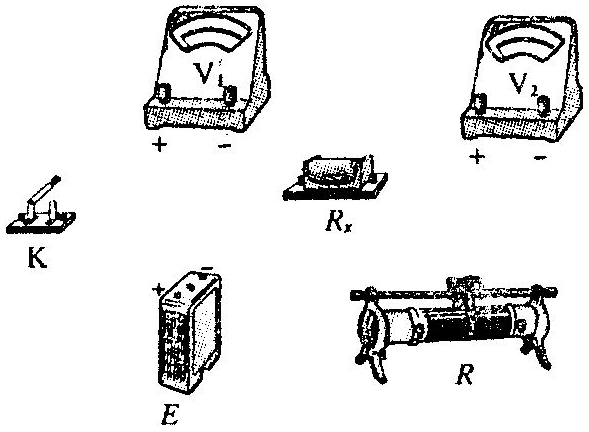 V₁
V₂
+ -
+ -
Rₓ
K
+ -
R
E